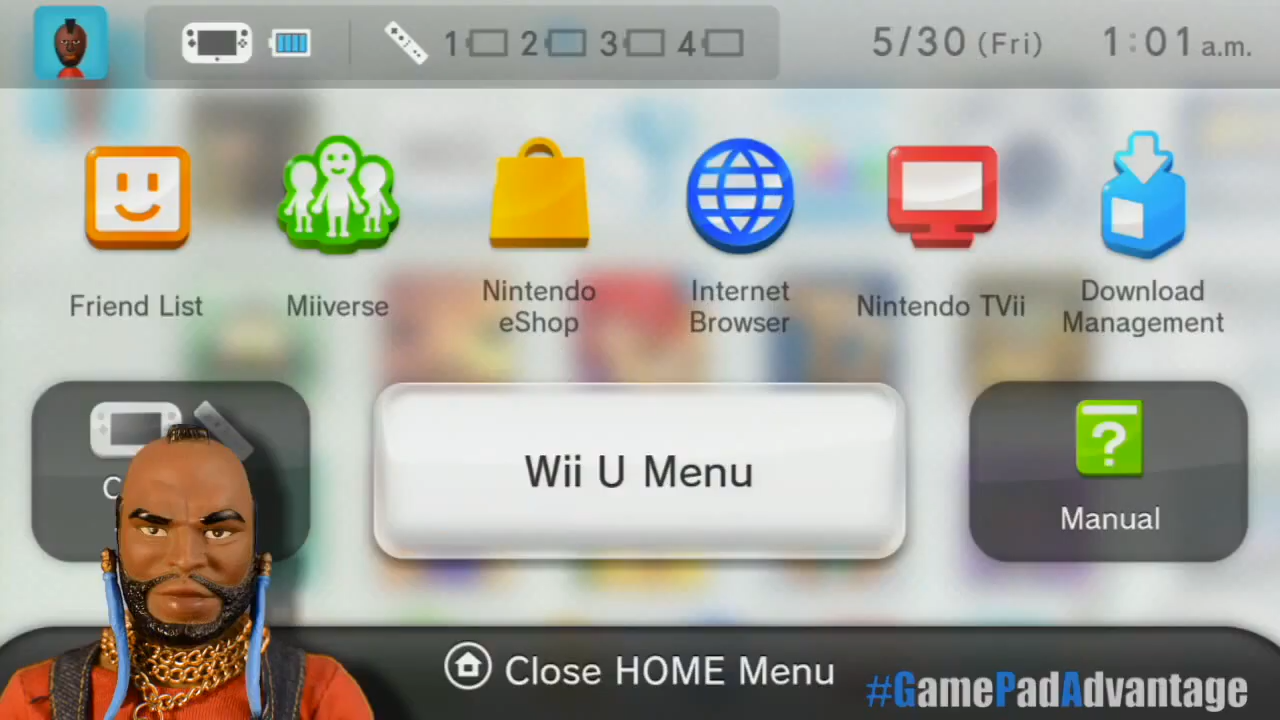 1 2 3 4 5/30 (Fri) 1:01 a.m.
Friend List
Miiverse
Nintendo
eShop
Internet
Browser
Nintendo TVii
Download
Management
Wii U Menu
Manual
Close HOME Menu
#GamePadAdvantage